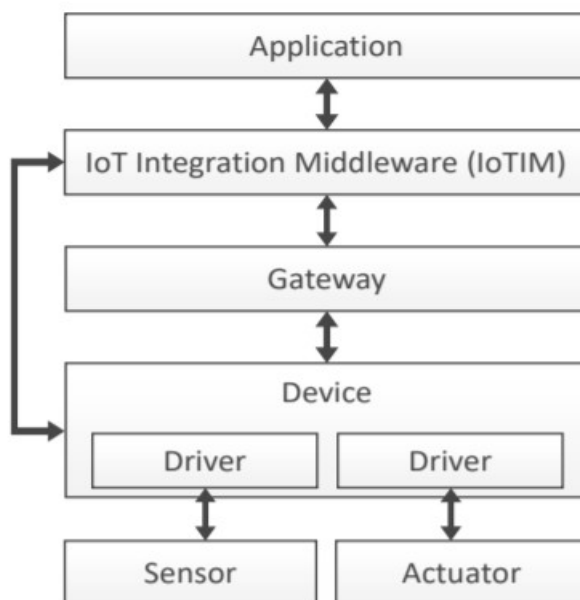 Application
IoT Integration Middleware (IoTIM)
Gateway
Device
Driver
Driver
Sensor
Actuator